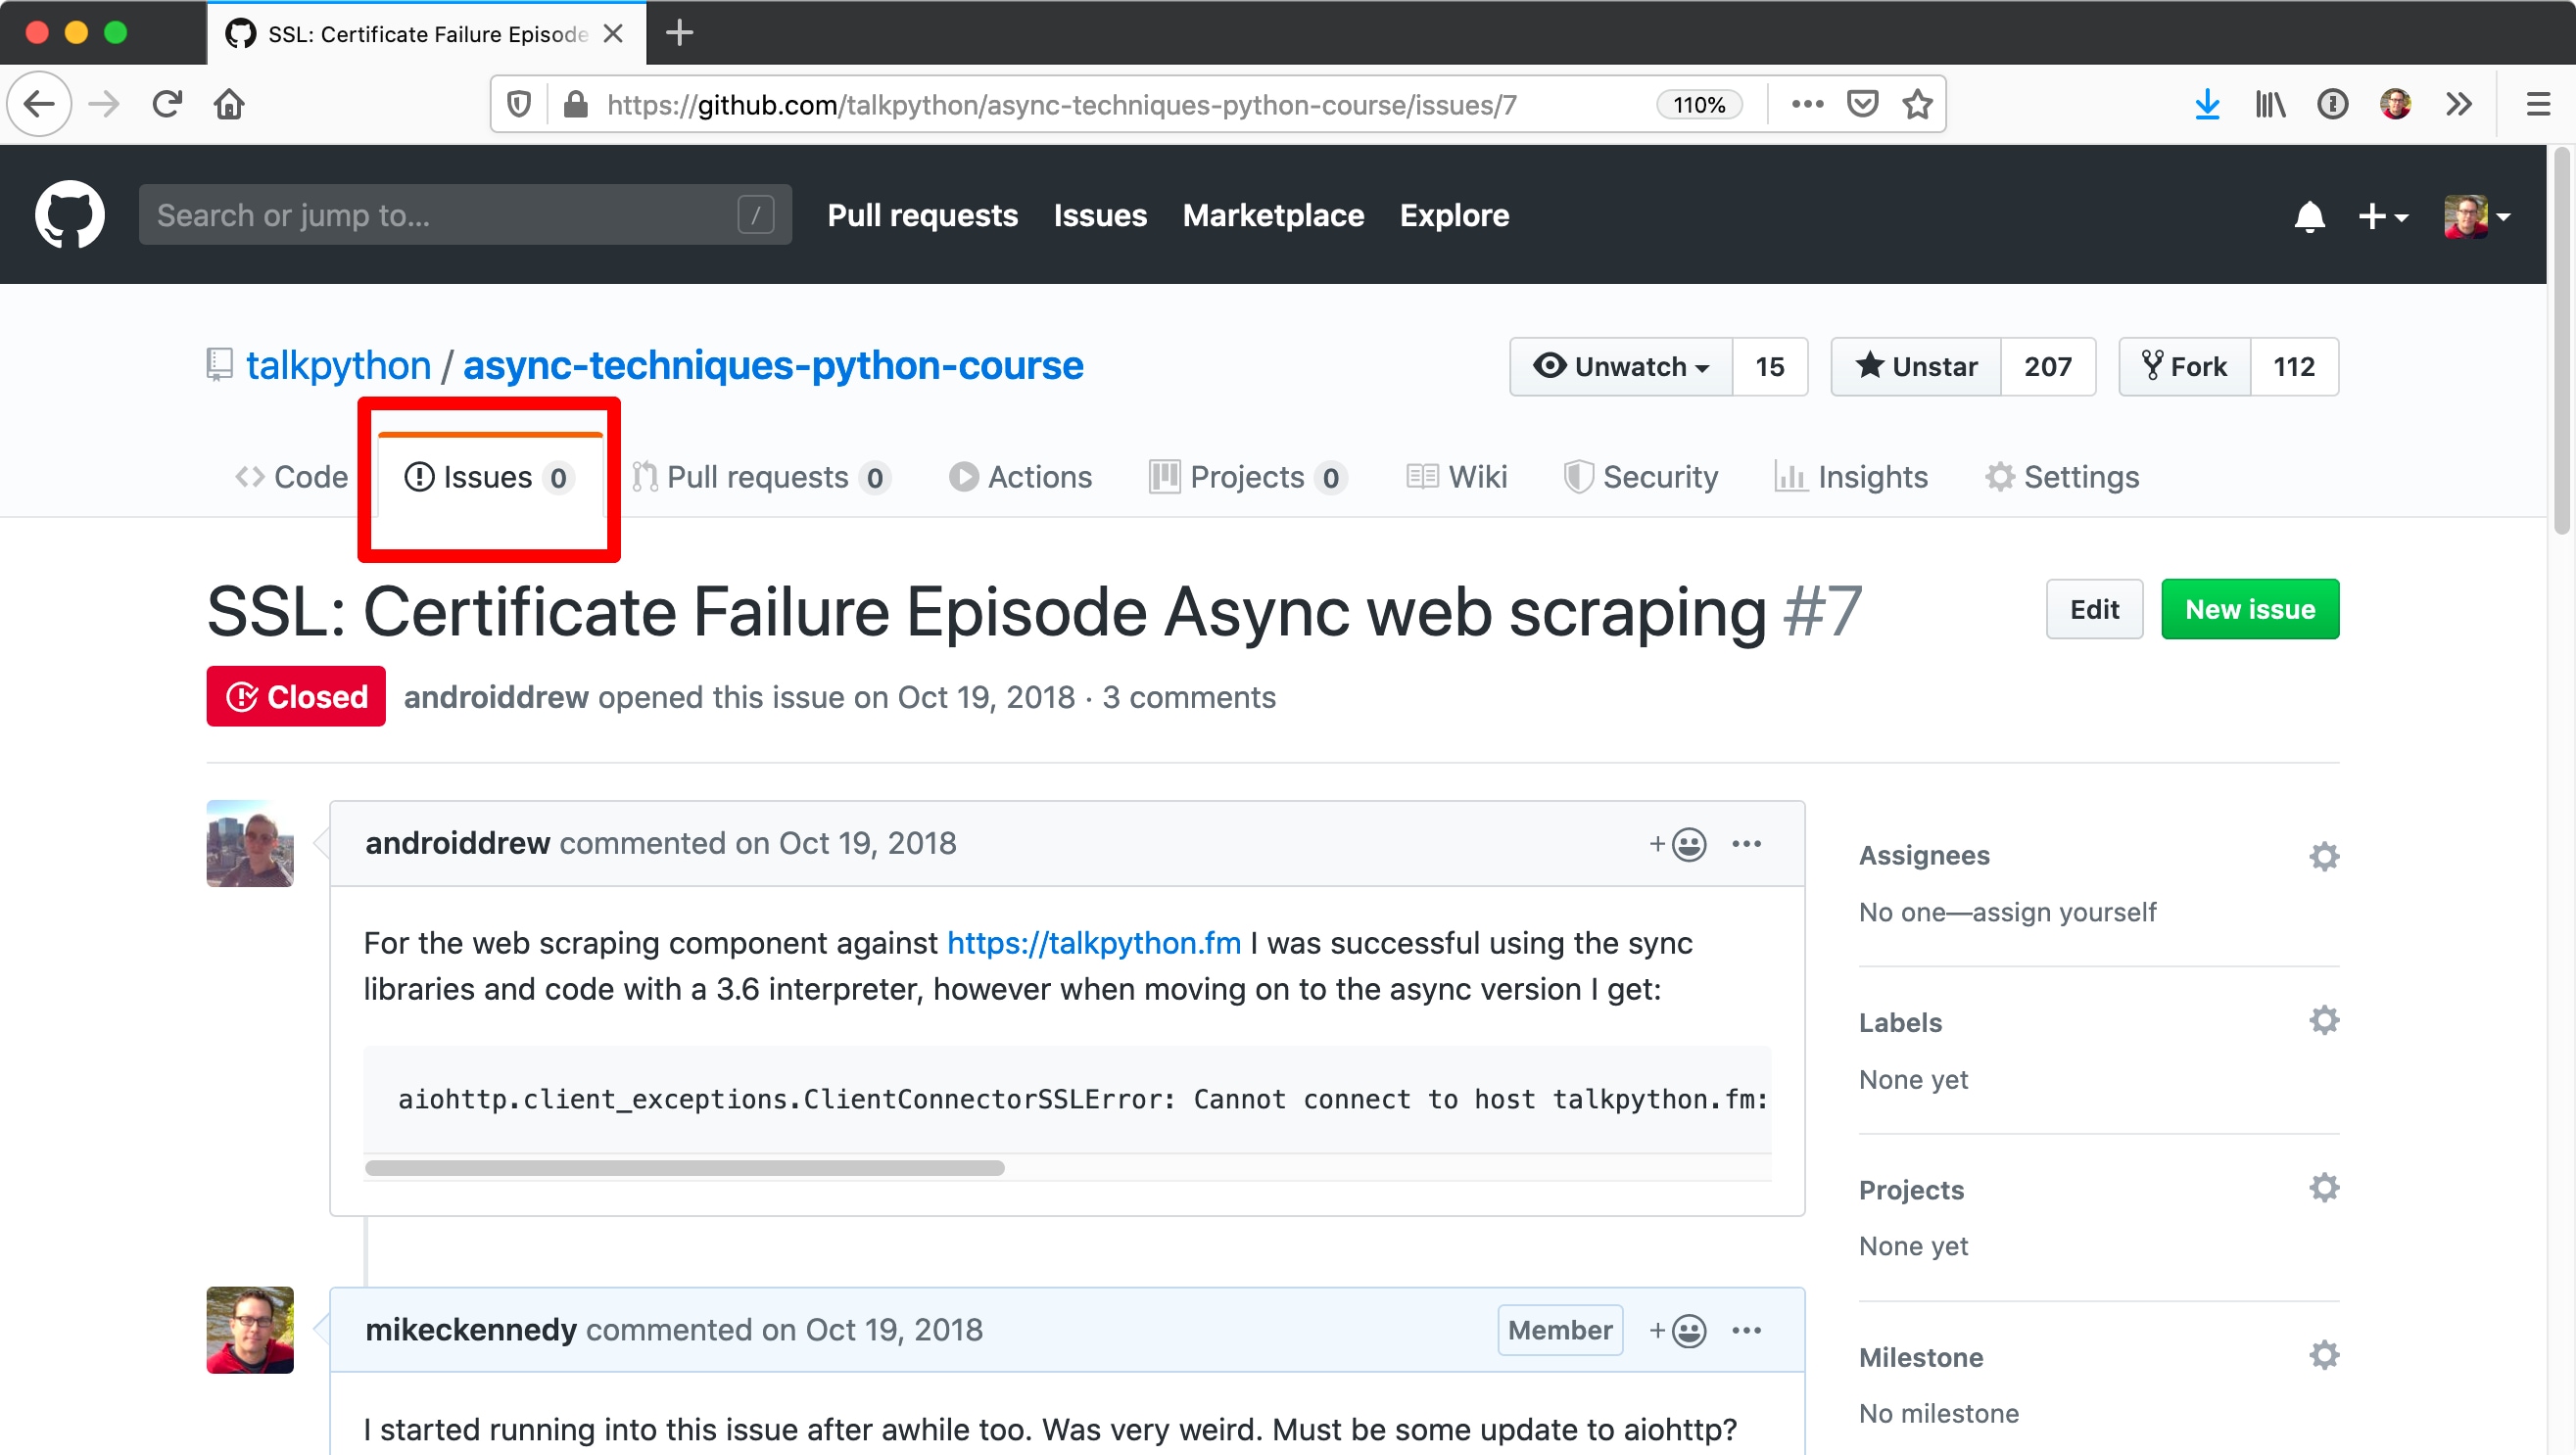 SSL: Certificate Failure Episode
https://github.com/talkpython/async-techniques-python-course/issues/7
110%
Search or jump to...
/
Pull requests Issues Marketplace Explore
talkpython / async-techniques-python-course
Unwatch 15 Unstar 207 Fork 112
Code Issues 0 Pull requests 0 Actions Projects 0 Wiki Security Insights Settings
SSL: Certificate Failure Episode Async web scraping #7
Edit New issue
Closed androiddrew opened this issue on Oct 19, 2018 · 3 comments
androiddrew commented on Oct 19, 2018
For the web scraping component against https://talkpython.fm I was successful using the sync
libraries and code with a 3.6 interpreter, however when moving on to the async version I get:
aiohttp.client_exceptions.ClientConnectorSSLError: Cannot connect to host talkpython.fm:
mikeckennedy commented on Oct 19, 2018
Member
I started running into this issue after awhile too. Was very weird. Must be some update to aiohttp?
Assignees
No one—assign yourself
Labels
None yet
Projects
None yet
Milestone
No milestone